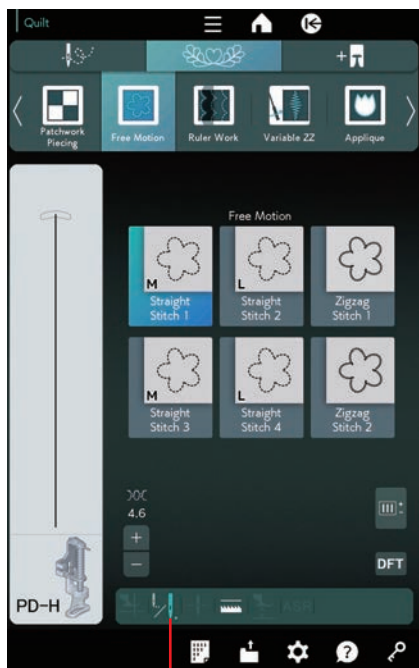 Quilt
Patchwork
Piecing
Free Motion
Ruler Work
Variable ZZ
Applique
Free Motion
M
Straight
Stitch 1
L
Straight
Stitch 2
Zigzag
Stitch 1
M
Straight
Stitch 3
L
Straight
Stitch 4
Zigzag
Stitch 2
4.6
+
−
DFT
PD-H
ASR
?